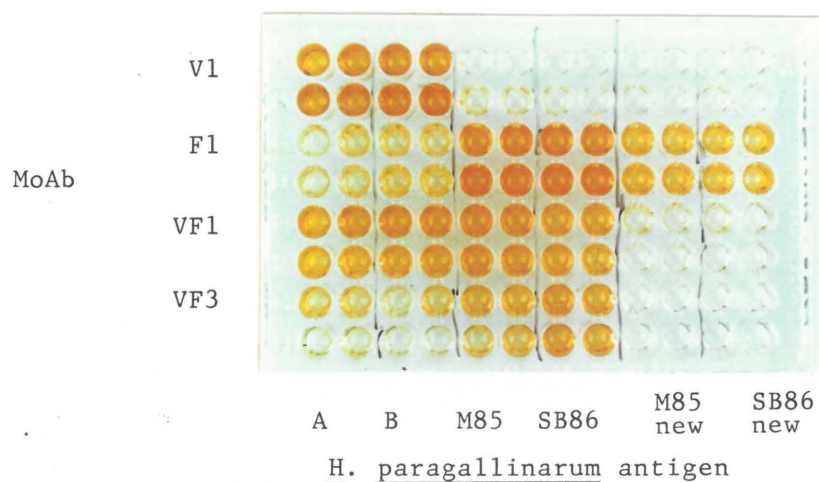 V1
F1
MoAb
VF1
VF3
A B M85 SB86 M85 new SB86 new
H. paragallinarum antigen